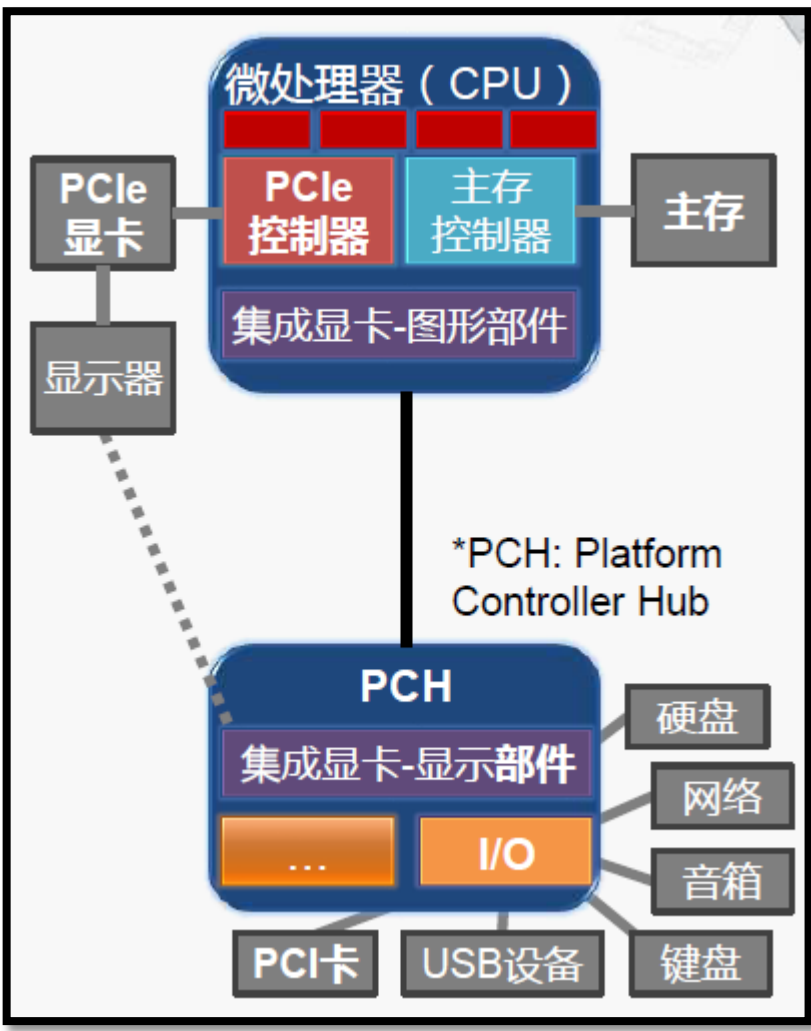 微处理器（CPU）
PCIe
显卡
PCIe
控制器
主存
控制器
主存
集成显卡-图形部件
显示器
*PCH: Platform
Controller Hub
PCH
集成显卡-显示部件
...
I/O
硬盘
网络
音箱
键盘
PCI卡
USB设备